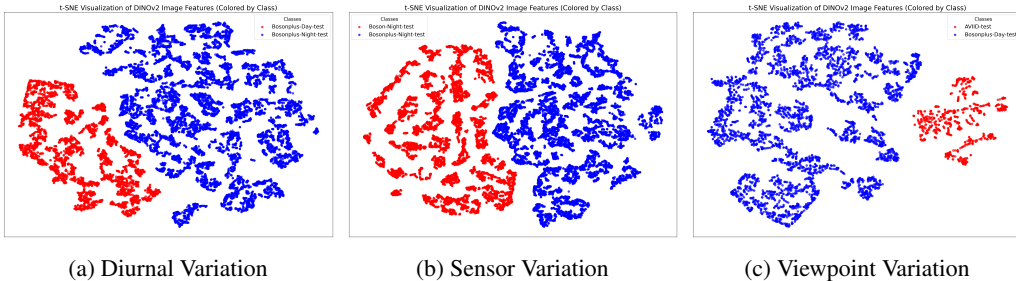 t-SNE Visualization of DINOv2 Image Features (Colored by Class)
Classes
Bosonplus-Day-test
Bosonplus-Night-test
(a) Diurnal Variation
t-SNE Visualization of DINOv2 Image Features (Colored by Class)
Classes
Boson-Night-test
Bosonplus-Night-test
(b) Sensor Variation
t-SNE Visualization of DINOv2 Image Features (Colored by Class)
Classes
AVIID-test
Bosonplus-Day-test
(c) Viewpoint Variation